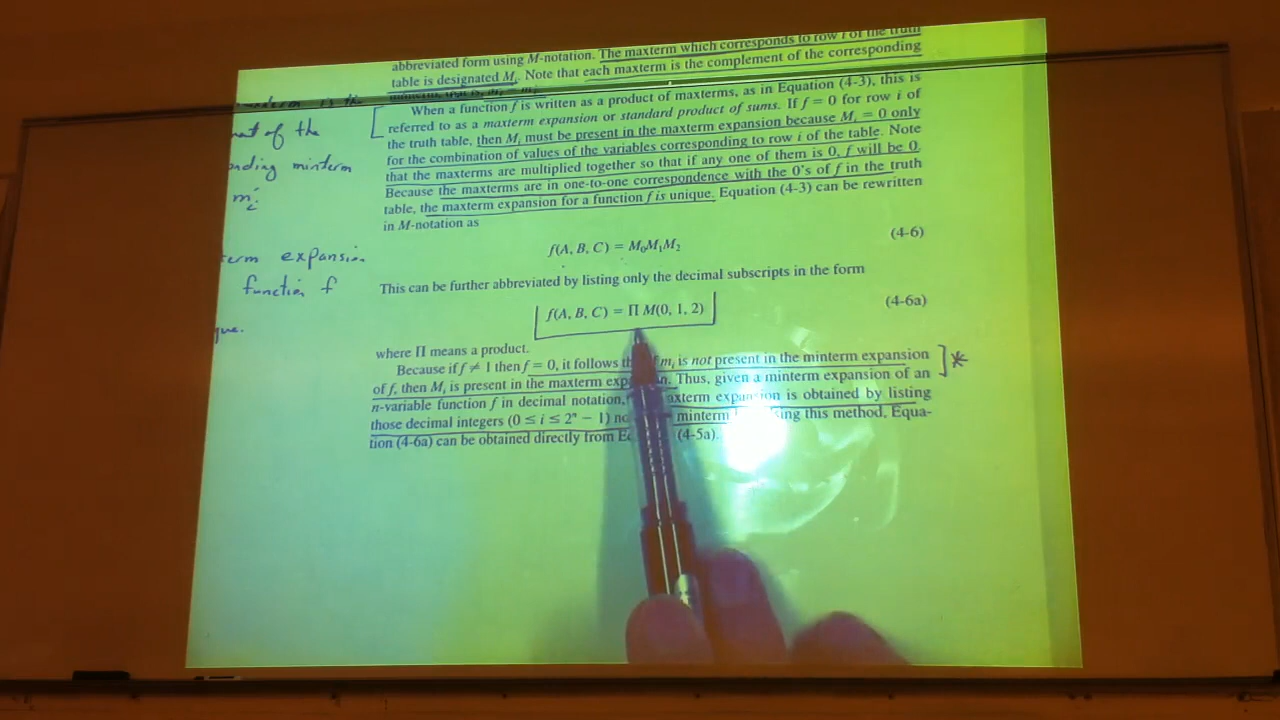 abbreviated form using M-notation. The maxterm which corresponds to row i of the truth
table is designated Mi. Note that each maxterm is the complement of the corresponding
When a function f is written as a product of maxterms, as in Equation (4-3), this is
referred to as a maxterm expansion or standard product of sums. If f = 0 for row i of
the truth table, then Mi must be present in the maxterm expansion because Mi = 0 only
for the combination of values of the variables corresponding to row i of the table. Note
that the maxterms are multiplied together so that if any one of them is 0, f will be 0.
Because the maxterms are in one-to-one correspondence with the 0's of f in the truth
table, the maxterm expansion for a function f is unique. Equation (4-3) can be rewritten
in M-notation as
f(A, B, C) = M0M1M2 (4-6)
This can be further abbreviated by listing only the decimal subscripts in the form
f(A, B, C) = Π M(0, 1, 2) (4-6a)
where Π means a product.
Because if f ≠ 1 then f = 0, it follows mi is not present in the minterm expansion
of f, then Mi is present in the maxterm Thus, given a minterm expansion of an
n-variable function f in decimal notation, expansion is obtained by listing
those decimal integers (0 ≤ i ≤ 2ⁿ − 1) minterm this method, Equa-
tion (4-6a) can be obtained directly from (4-5a).
is the
of the
minterm
mi'
expansion
function f